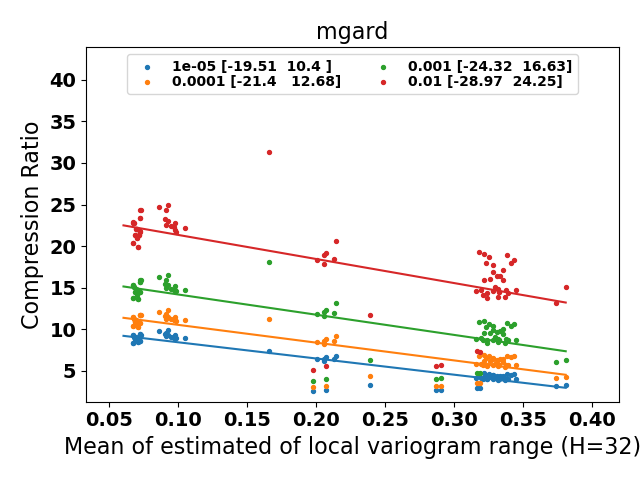 mgard
1e-05 [-19.51 10.4 ]
0.0001 [-21.4 12.68]
0.001 [-24.32 16.63]
0.01 [-28.97 24.25]
Compression Ratio
40
35
30
25
20
15
10
5
0.05 0.10 0.15 0.20 0.25 0.30 0.35 0.40
Mean of estimated of local variogram range (H=32)